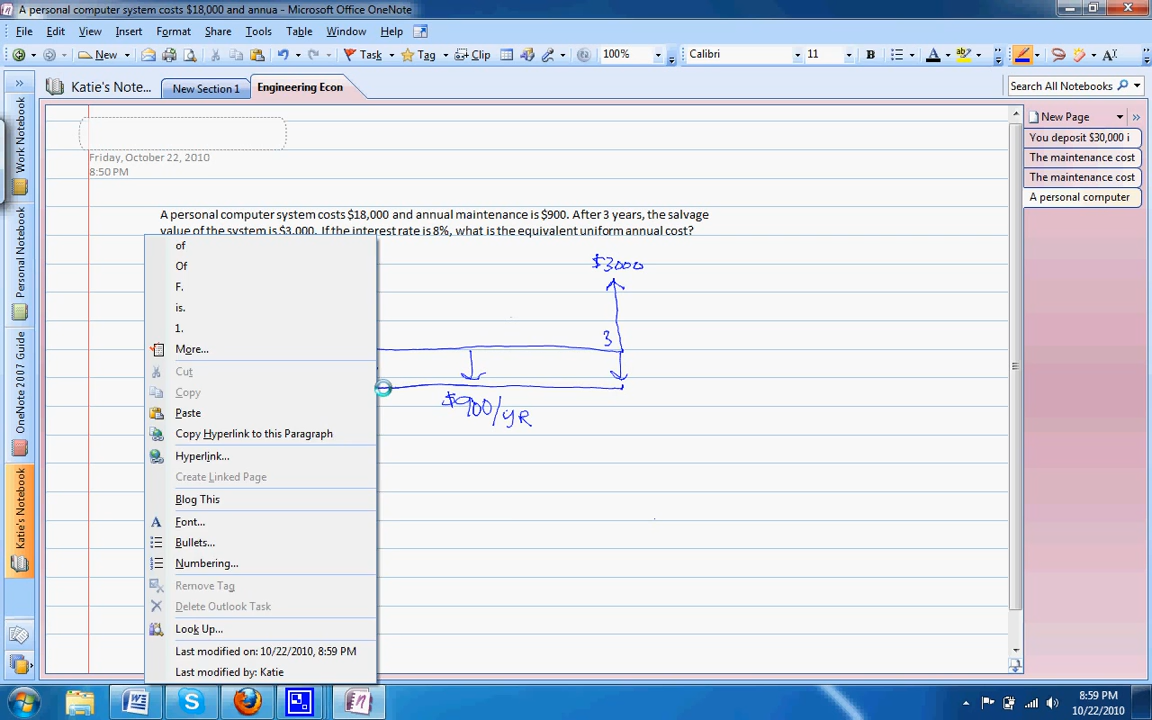 A personal computer system costs $18,000 and annua - Microsoft Office OneNote
File Edit View Insert Format Share Tools Table Window Help
New Task Tag Clip 100% Calibri 11 B A ab A
Katie's Note... New Section 1 Engineering Econ Search All Notebooks
New Page
You deposit $30,000 i
The maintenance cost
The maintenance cost
A personal computer
Work Notebook
Personal Notebook
OneNote 2007 Guide
Katie's Notebook
Friday, October 22, 2010
8:50 PM
A personal computer system costs $18,000 and annual maintenance is $900. After 3 years, the salvage
value of the system is $3,000. If the interest rate is 8%, what is the equivalent uniform annual cost?
$3000
3
$900/yR
of
Of
F.
is.
1.
More...
Cut
Copy
Paste
Copy Hyperlink to this Paragraph
Hyperlink...
Create Linked Page
Blog This
Font...
Bullets...
Numbering...
Remove Tag
Delete Outlook Task
Look Up...
Last modified on: 10/22/2010, 8:59 PM
Last modified by: Katie
8:59 PM
10/22/2010